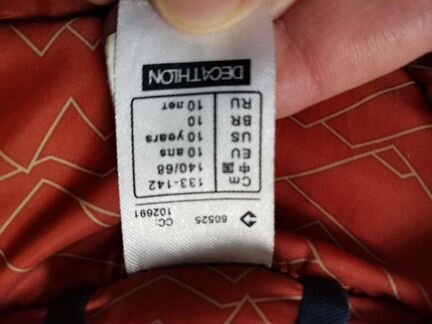 60525 CC: 102691
Cm 133-142
中国 140/68
EU 10 ans
US 10 years
BR 10
RU 10 лет
DECATHLON